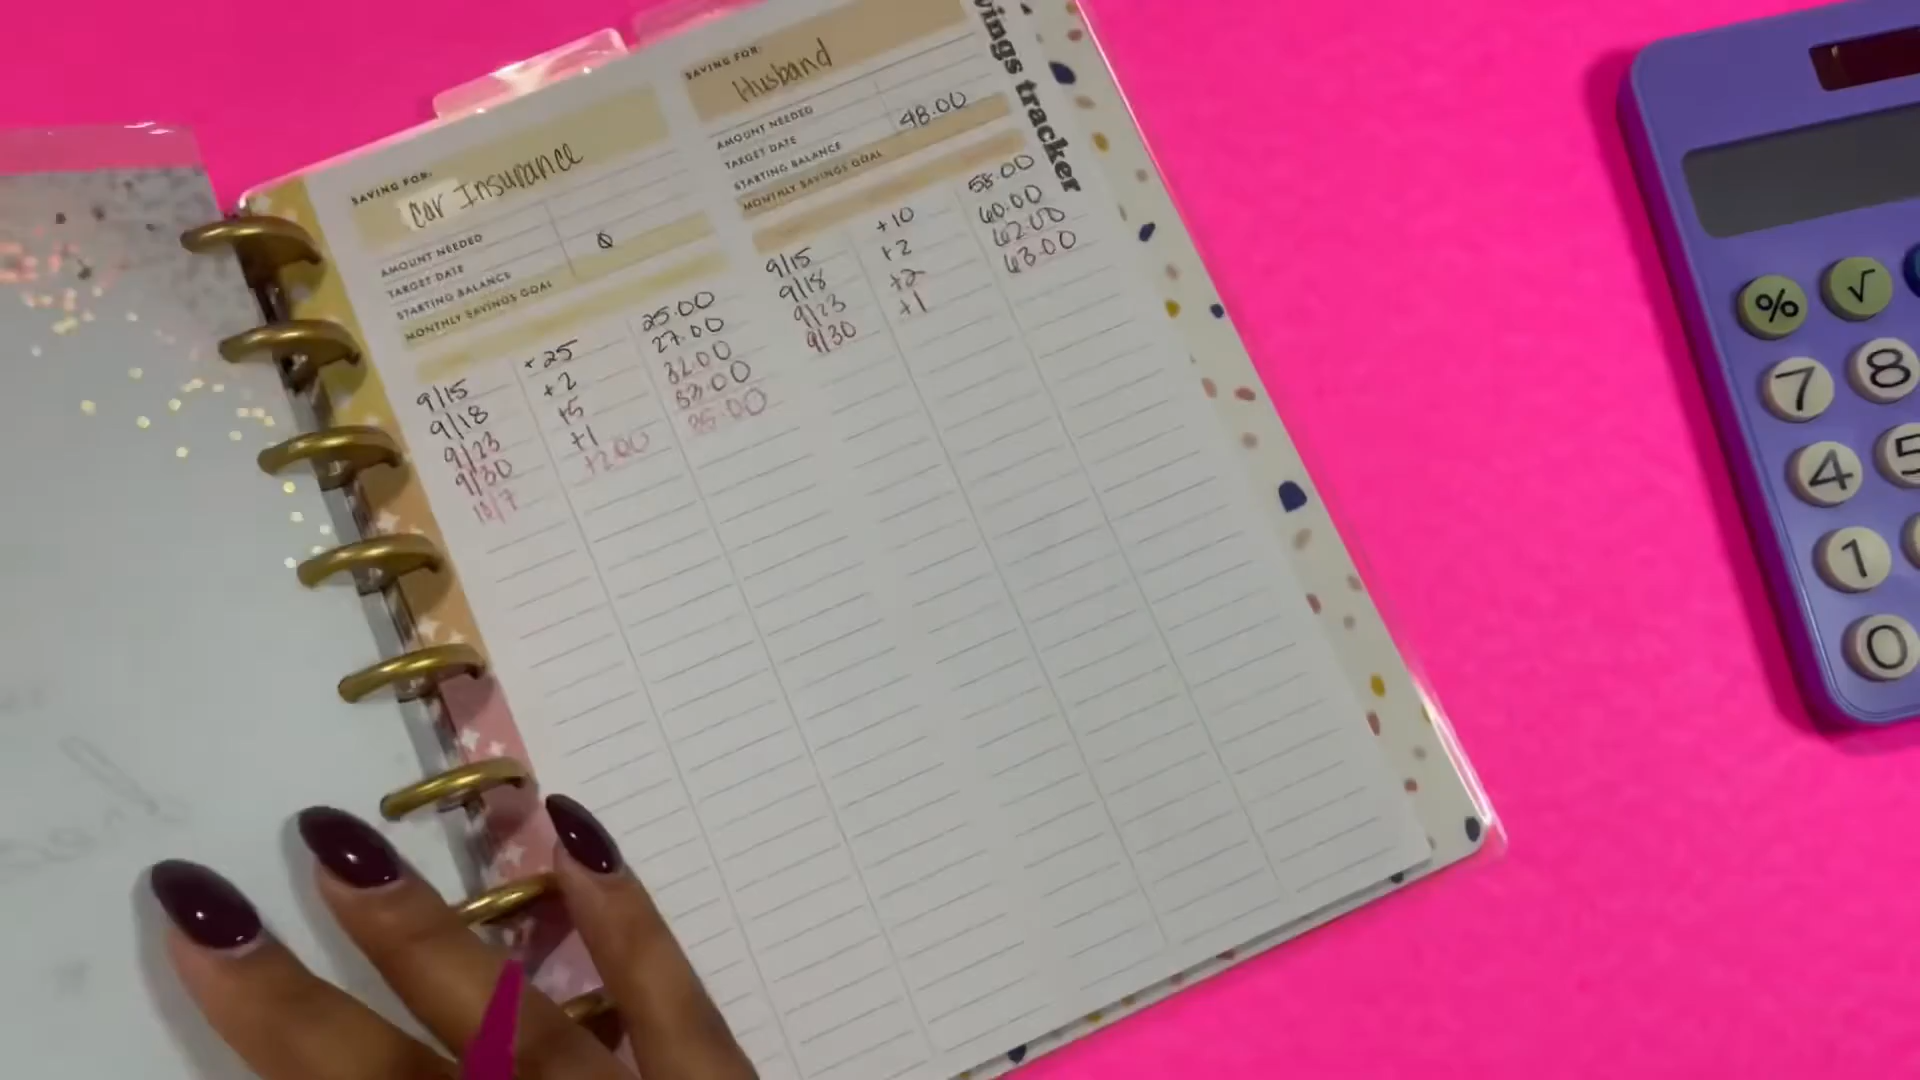 SAVING FOR:
Car Insurance
AMOUNT NEEDED
TARGET DATE
STARTING BALANCE 0
MONTHLY SAVINGS GOAL
9/15 +25 25.00
9/18 +2 27.00
9/23 +5 32.00
9/30 +1 33.00
10/7 +2.00 35.00
SAVING FOR:
Husband
AMOUNT NEEDED
TARGET DATE
STARTING BALANCE 48.00
MONTHLY SAVINGS GOAL
9/15 +10 58.00
9/18 +2 60.00
9/23 +2 62.00
9/30 +1 63.00
vings tracker
% √
7 8
4 5
1
0